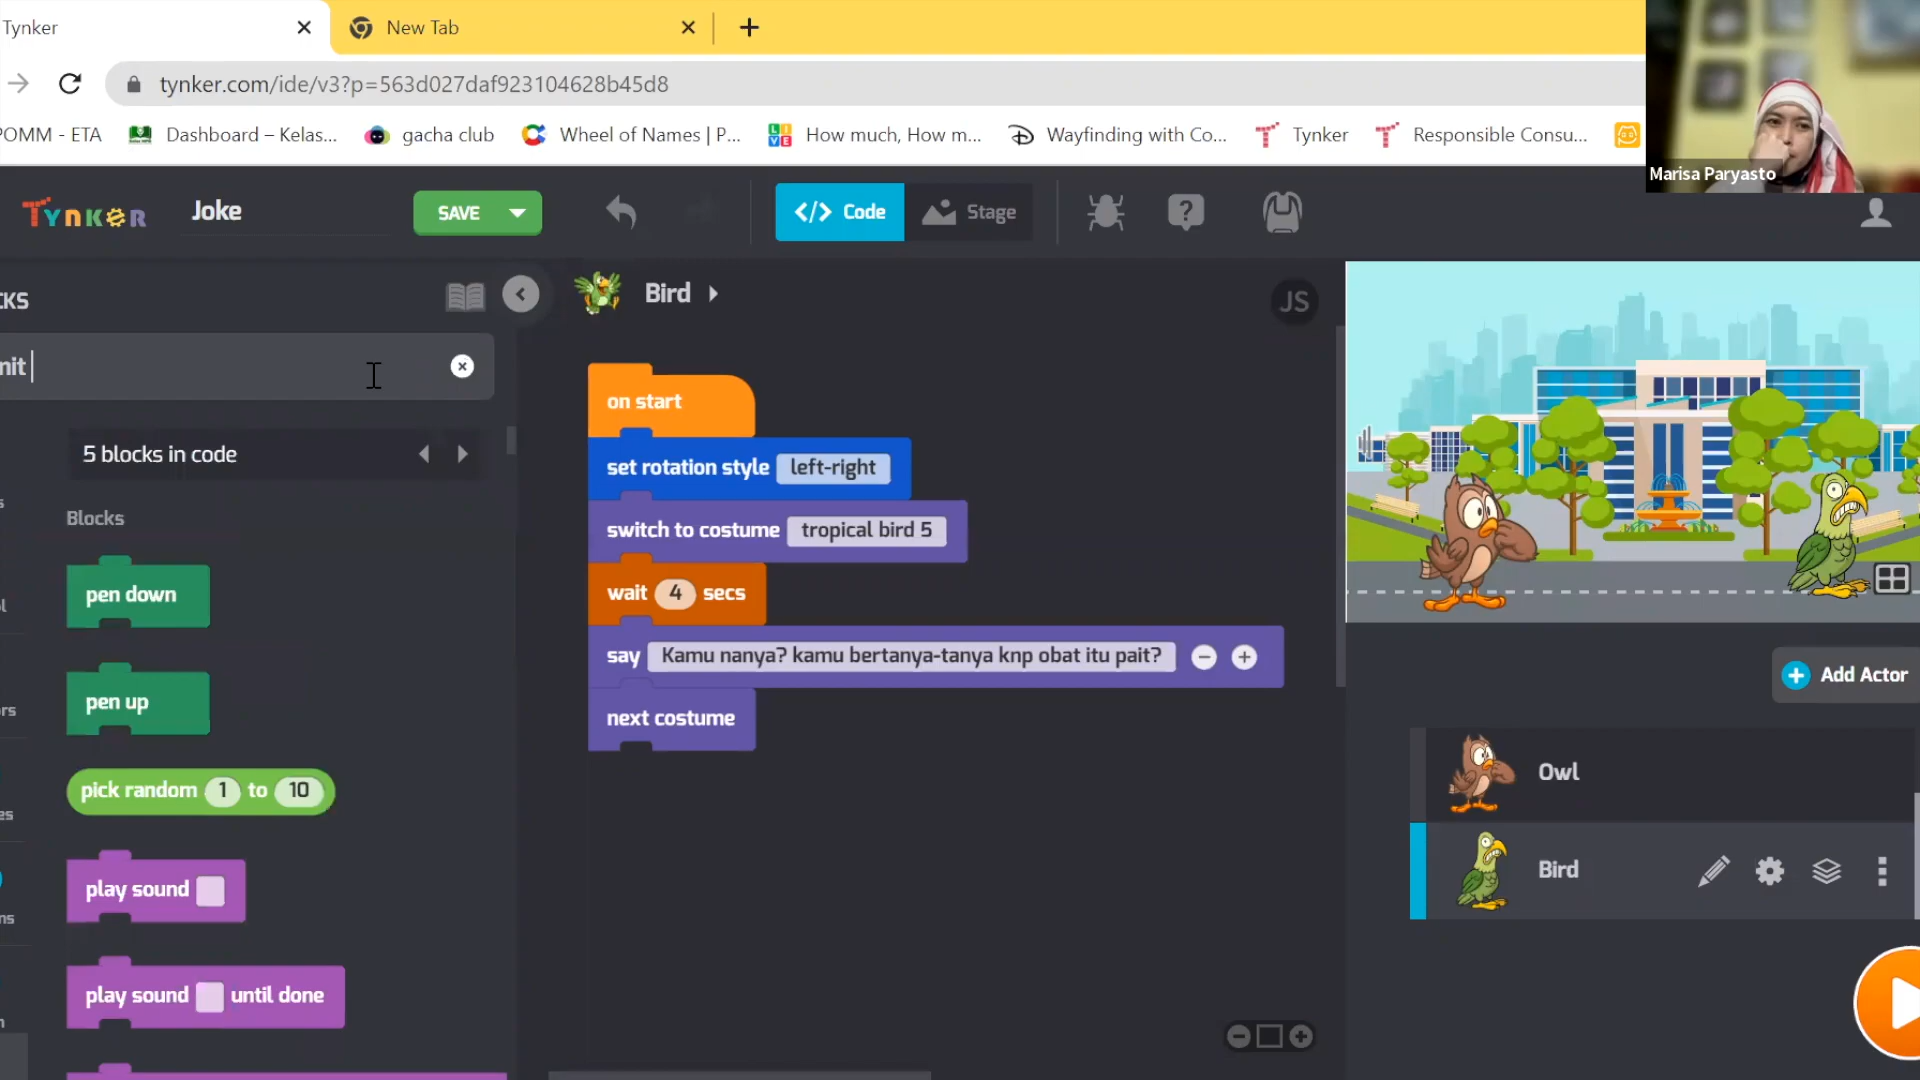 Tynker
New Tab
tynker.com/ide/v3?p=563d027daf923104628b45d8
POMM - ETA
Dashboard – Kelas...
gacha club
Wheel of Names | P...
LIVE
How much, How m...
Wayfinding with Co...
Tynker
Responsible Consu...
Marisa Paryasto
TYNKER
Joke
SAVE
</> Code
Stage
CKS
Bird
JS
nit
5 blocks in code
Blocks
pen down
pen up
pick random 1 to 10
play sound
play sound until done
on start
set rotation style left-right
switch to costume tropical bird 5
wait 4 secs
say Kamu nanya? kamu bertanya-tanya knp obat itu pait?
next costume
Add Actor
Owl
Bird